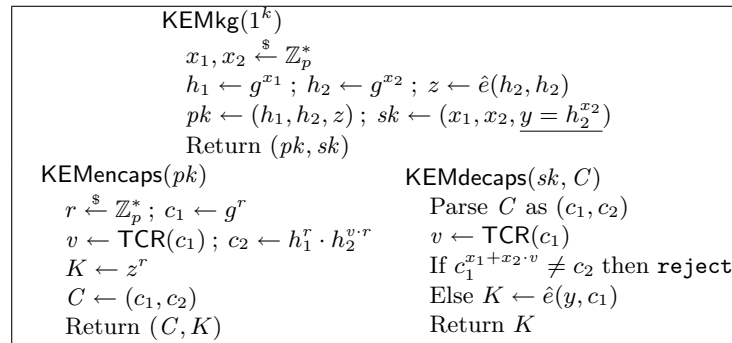 KEMkg(1^k)
x_1, x_2 ←$ ℤ_p^*
h_1 ← g^{x_1} ; h_2 ← g^{x_2} ; z ← ê(h_2, h_2)
pk ← (h_1, h_2, z) ; sk ← (x_1, x_2, y = h_2^{x_2})
Return (pk, sk)
KEMencaps(pk)
r ←$ ℤ_p^* ; c_1 ← g^r
v ← TCR(c_1) ; c_2 ← h_1^r · h_2^{v·r}
K ← z^r
C ← (c_1, c_2)
Return (C, K)
KEMdecaps(sk, C)
Parse C as (c_1, c_2)
v ← TCR(c_1)
If c_1^{x_1+x_2·v} ≠ c_2 then reject
Else K ← ê(y, c_1)
Return K